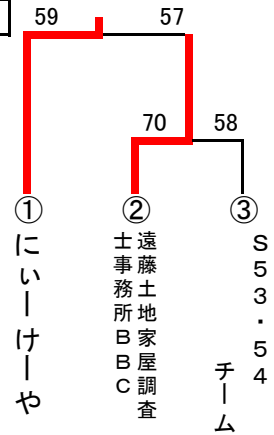 59 57
70 58
① ② ③
にぃーけーや
遠藤土地家屋調査
士事務所ＢＢＣ
Ｓ５３・５４
チーム